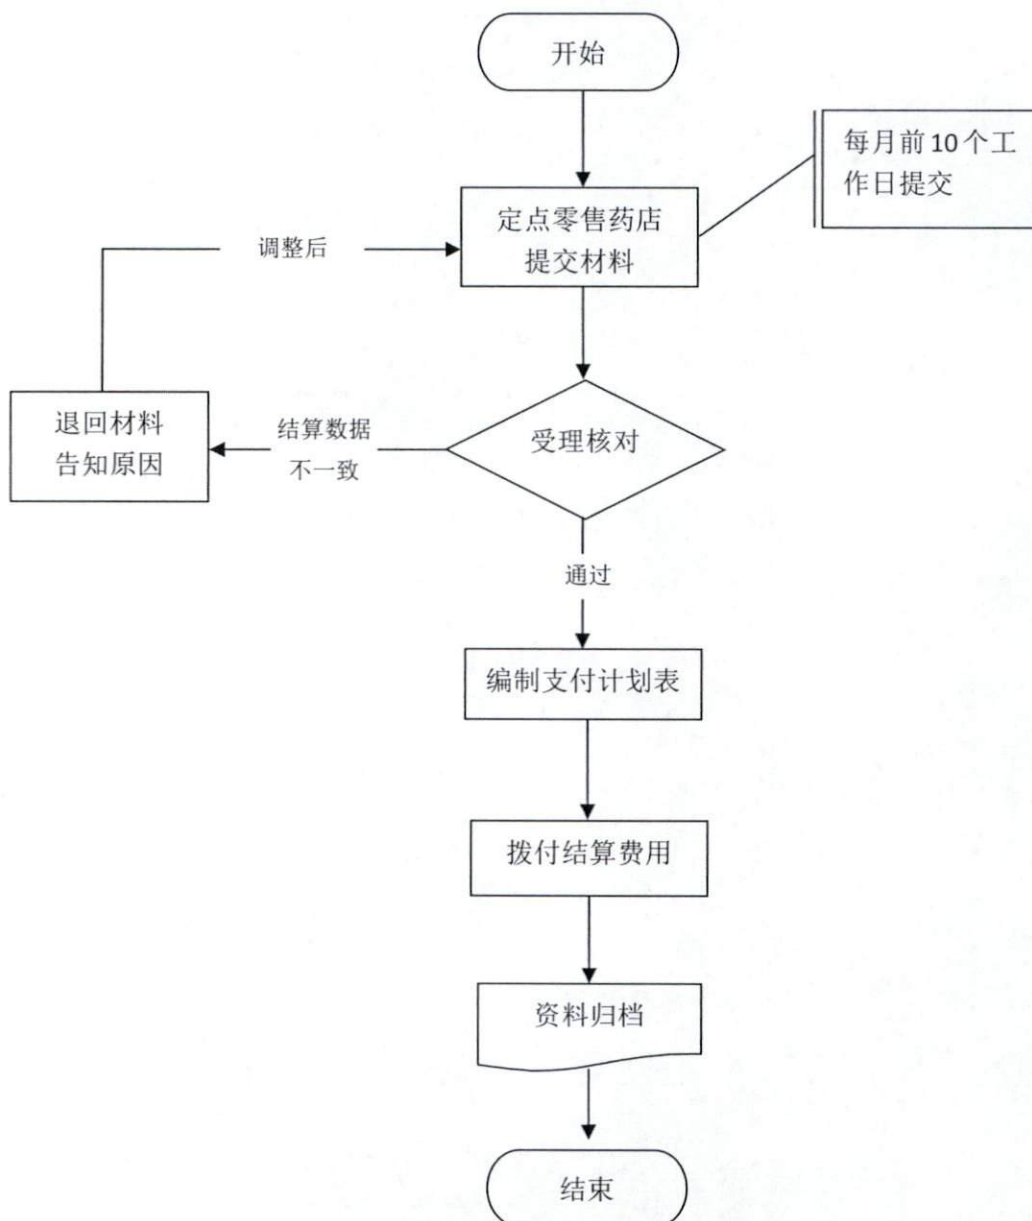 开始
每月前10个工
作日提交
定点零售药店
提交材料
调整后
退回材料
告知原因
结算数据
不一致
受理核对
通过
编制支付计划表
拨付结算费用
资料归档
结束